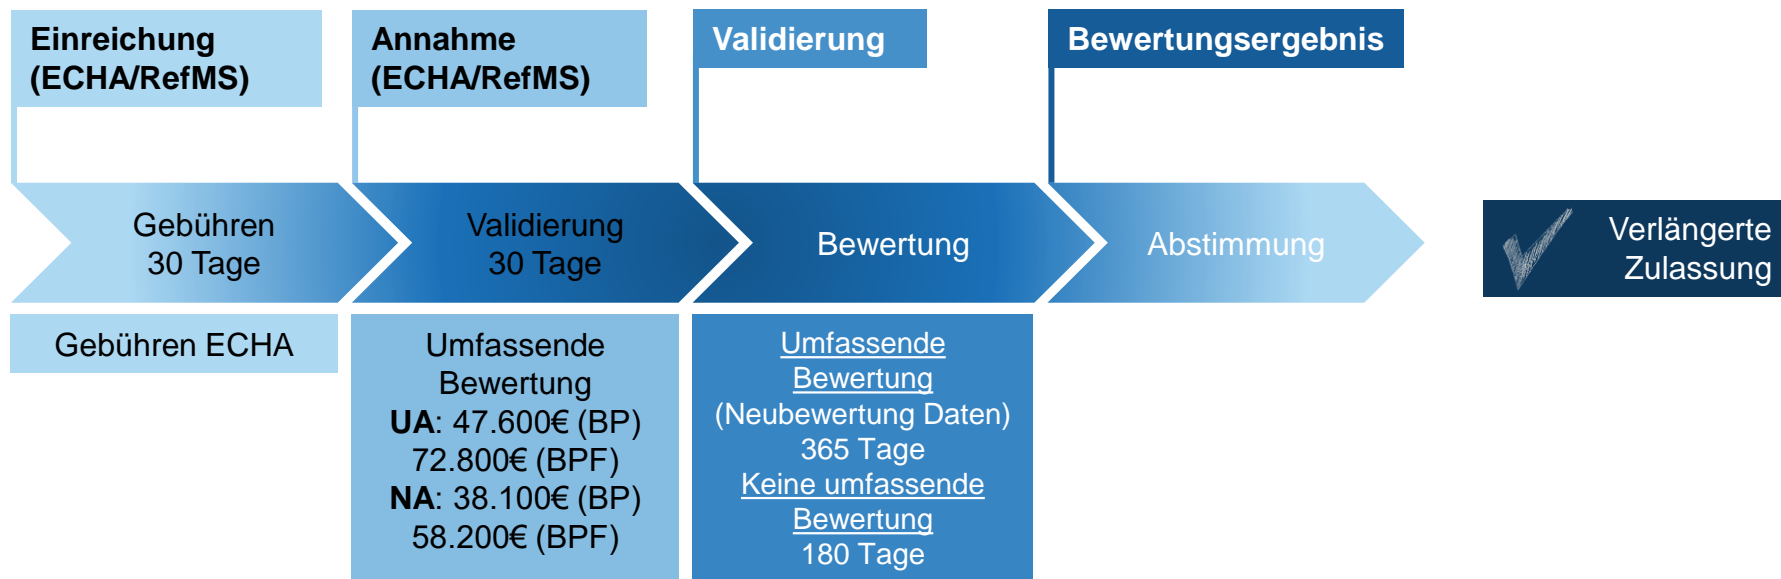 Einreichung
(ECHA/RefMS)
Annahme
(ECHA/RefMS)
Validierung
Bewertungsergebnis
Gebühren
30 Tage
Validierung
30 Tage
Bewertung
Abstimmung
Verlängerte
Zulassung
Gebühren ECHA
Umfassende
Bewertung
UA: 47.600€ (BP)
72.800€ (BPF)
NA: 38.100€ (BP)
58.200€ (BPF)
Umfassende
Bewertung
(Neubewertung Daten)
365 Tage
Keine umfassende
Bewertung
180 Tage